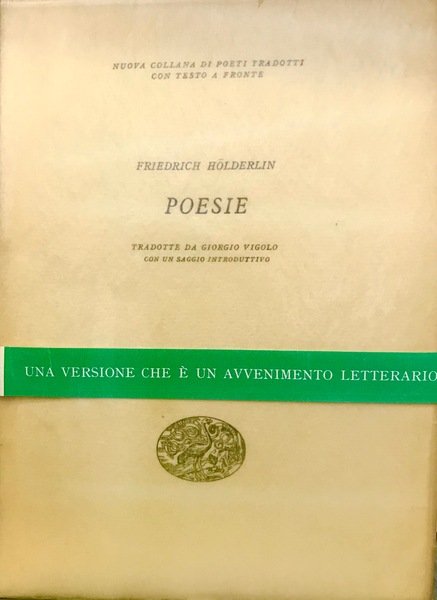 NUOVA COLLANA DI POETI TRADOTTI
CON TESTO A FRONTE
FRIEDRICH HÖLDERLIN
POESIE
TRADOTTE DA GIORGIO VIGOLO
CON UN SAGGIO INTRODUTTIVO
UNA VERSIONE CHE È UN AVVENIMENTO LETTERARIO